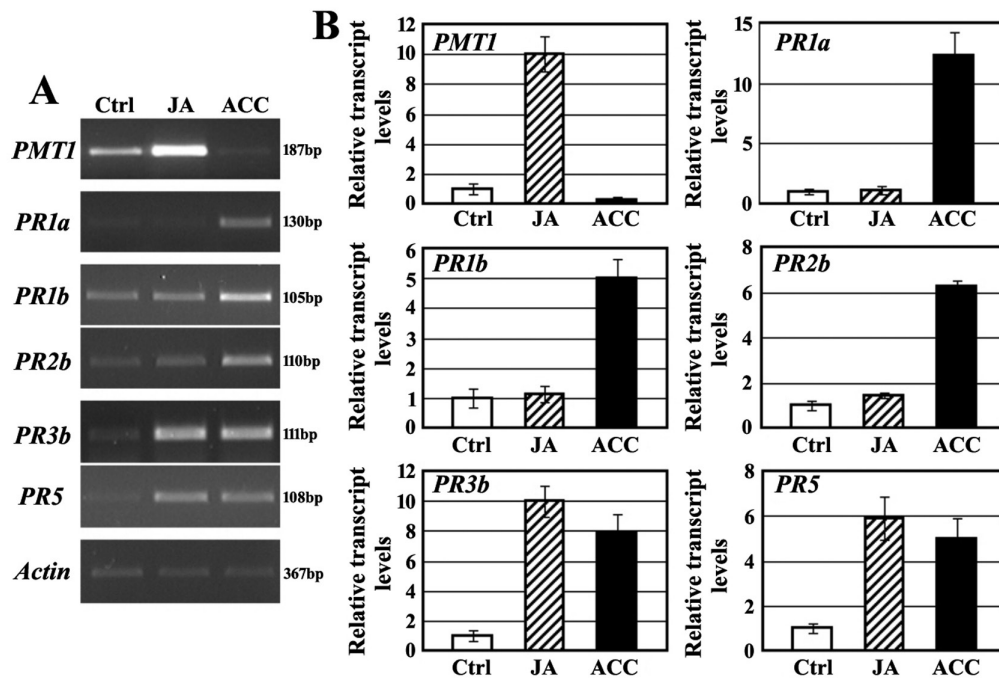 A
Ctrl JA ACC
PMT1 187bp
PR1a 130bp
PR1b 105bp
PR2b 110bp
PR3b 111bp
PR5 108bp
Actin 367bp
B
PMT1
Relative transcript
levels
12
10
8
6
4
2
0
Ctrl JA ACC
PR1a
Relative transcript
levels
15
10
5
0
Ctrl JA ACC
PR1b
Relative transcript
levels
6
5
4
3
2
1
0
Ctrl JA ACC
PR2b
Relative transcript
levels
8
6
4
2
0
Ctrl JA ACC
PR3b
Relative transcript
levels
12
10
8
6
4
2
0
Ctrl JA ACC
PR5
Relative transcript
levels
8
6
4
2
0
Ctrl JA ACC